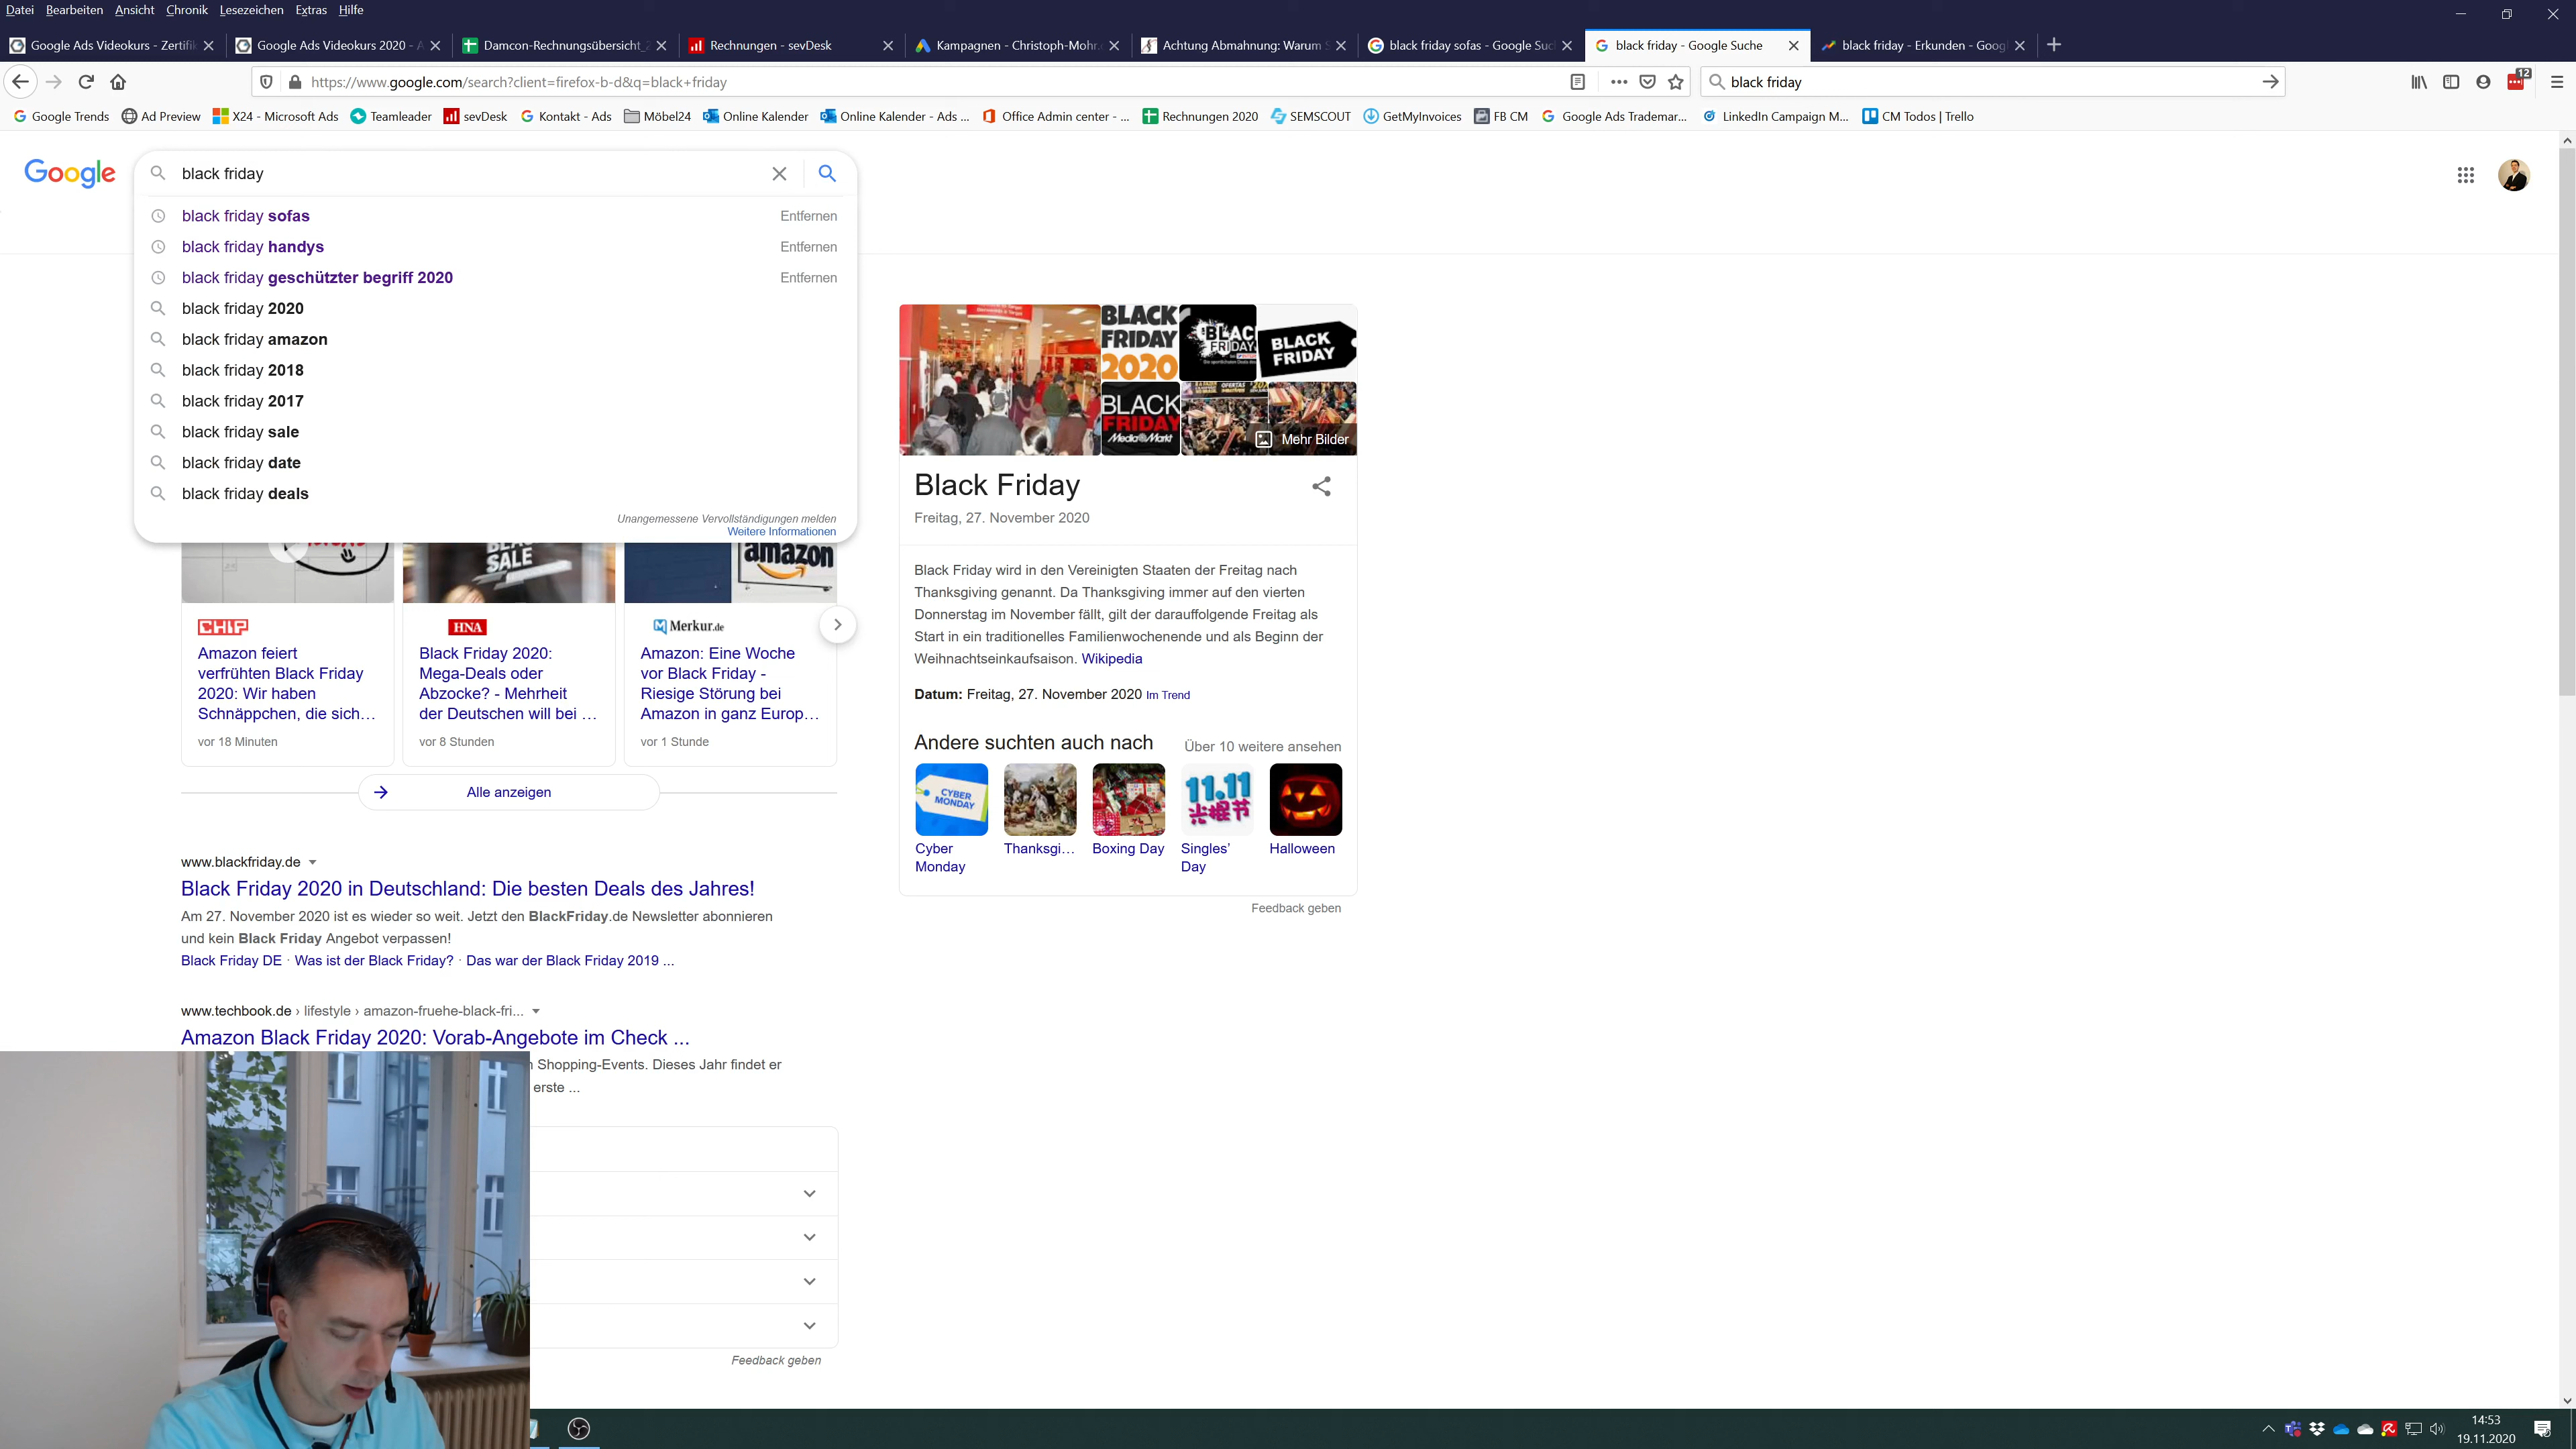 Datei Bearbeiten Ansicht Chronik Lesezeichen Extras Hilfe
Google Ads Videokurs - Zertifi
Google Ads Videokurs 2020 - A
Damcon-Rechnungsübersicht_2
Rechnungen - sevDesk
Kampagnen - Christoph-Mohr.
Achtung Abmahnung: Warum S
black friday sofas - Google Suc
black friday - Google Suche
black friday - Erkunden - Goog
https://www.google.com/search?client=firefox-b-d&q=black+friday
black friday
12
Google Trends
Ad Preview
X24 - Microsoft Ads
Teamleader
sevDesk
Kontakt - Ads
Möbel24
Online Kalender
Online Kalender - Ads ...
Office Admin center - ...
Rechnungen 2020
SEMSCOUT
GetMyInvoices
FB CM
Google Ads Trademar...
LinkedIn Campaign M...
CM Todos | Trello
Google
black friday
black friday sofas Entfernen
black friday handys Entfernen
black friday geschützter begriff 2020 Entfernen
black friday 2020
black friday amazon
black friday 2018
black friday 2017
black friday sale
black friday date
black friday deals
Unangemessene Vervollständigungen melden
Weitere Informationen
SALE
amazon
CHIP
Amazon feiert
verfrühten Black Friday
2020: Wir haben
Schnäppchen, die sich...
vor 18 Minuten
HNA
Black Friday 2020:
Mega-Deals oder
Abzocke? - Mehrheit
der Deutschen will bei ...
vor 8 Stunden
Merkur.de
Amazon: Eine Woche
vor Black Friday -
Riesige Störung bei
Amazon in ganz Europ...
vor 1 Stunde
Alle anzeigen
www.blackfriday.de
Black Friday 2020 in Deutschland: Die besten Deals des Jahres!
Am 27. November 2020 ist es wieder so weit. Jetzt den BlackFriday.de Newsletter abonnieren
und kein Black Friday Angebot verpassen!
Black Friday DE · Was ist der Black Friday? · Das war der Black Friday 2019 ...
www.techbook.de › lifestyle › amazon-fruehe-black-fri...
Amazon Black Friday 2020: Vorab-Angebote im Check ...
Shopping-Events. Dieses Jahr findet er
erste ...
Feedback geben
BLACK
FRIDAY
2020
BLACK
FRIDAY
BLACK
FRIDAY
BLACK
FRIDAY
MediaMarkt
Mehr Bilder
Black Friday
Freitag, 27. November 2020
Black Friday wird in den Vereinigten Staaten der Freitag nach
Thanksgiving genannt. Da Thanksgiving immer auf den vierten
Donnerstag im November fällt, gilt der darauffolgende Freitag als
Start in ein traditionelles Familienwochenende und als Beginn der
Weihnachtseinkaufsaison. Wikipedia
Datum: Freitag, 27. November 2020 Im Trend
Andere suchten auch nach
Über 10 weitere ansehen
CYBER
MONDAY
11.11
光棍节
Cyber
Monday
Thanksgi...
Boxing Day
Singles'
Day
Halloween
Feedback geben
14:53
19.11.2020